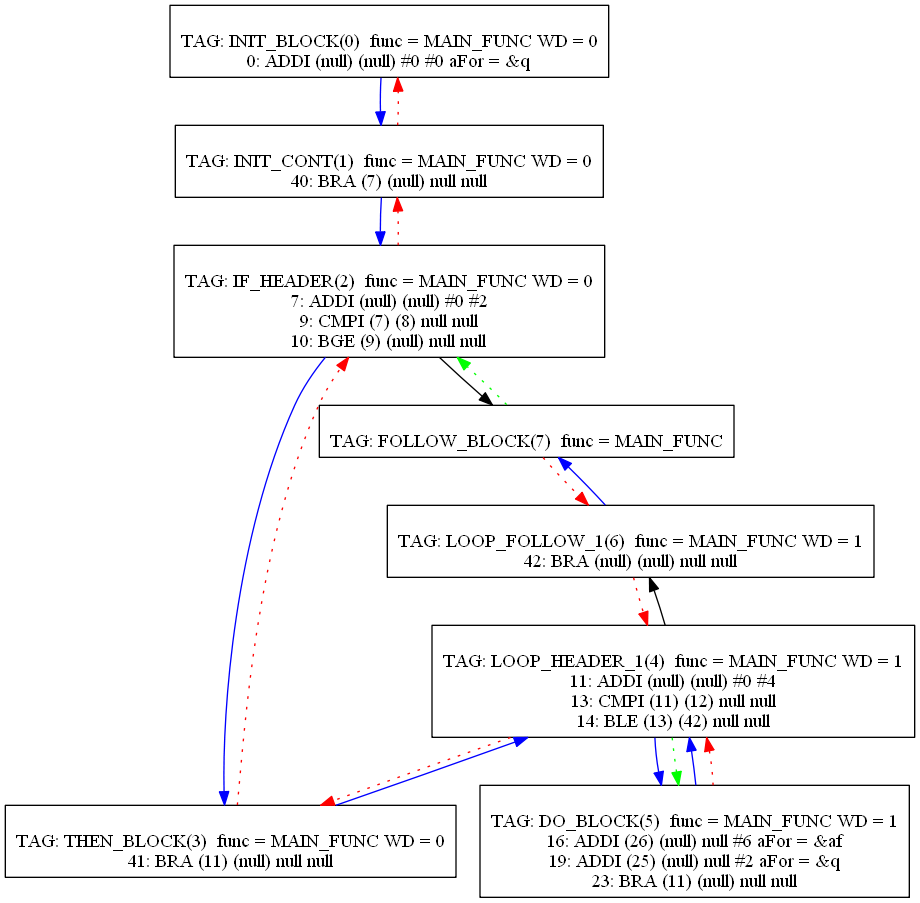 TAG: INIT_BLOCK(0)  func = MAIN_FUNC WD = 0
0: ADDI (null) (null) #0 #0 aFor = &q
TAG: INIT_CONT(1)  func = MAIN_FUNC WD = 0
40: BRA (7) (null) null null
TAG: IF_HEADER(2)  func = MAIN_FUNC WD = 0
7: ADDI (null) (null) #0 #2
9: CMPI (7) (8) null null
10: BGE (9) (null) null null
TAG: FOLLOW_BLOCK(7)  func = MAIN_FUNC
TAG: LOOP_FOLLOW_1(6)  func = MAIN_FUNC WD = 1
42: BRA (null) (null) null null
TAG: LOOP_HEADER_1(4)  func = MAIN_FUNC WD = 1
11: ADDI (null) (null) #0 #4
13: CMPI (11) (12) null null
14: BLE (13) (42) null null
TAG: THEN_BLOCK(3)  func = MAIN_FUNC WD = 0
41: BRA (11) (null) null null
TAG: DO_BLOCK(5)  func = MAIN_FUNC WD = 1
16: ADDI (26) (null) null #6 aFor = &af
19: ADDI (25) (null) null #2 aFor = &q
23: BRA (11) (null) null null